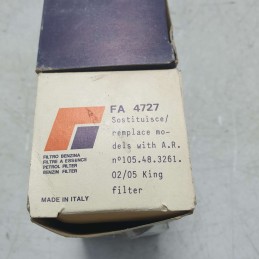 FA 4727
Sostituisce/
remplace mo-
dels with A.R.
nº105.48.3261.
02/05 King
filter
FILTRO BENZINA
FILTRE A ESSENCE
PETROL FILTER
BENZIN FILTER
MADE IN ITALY